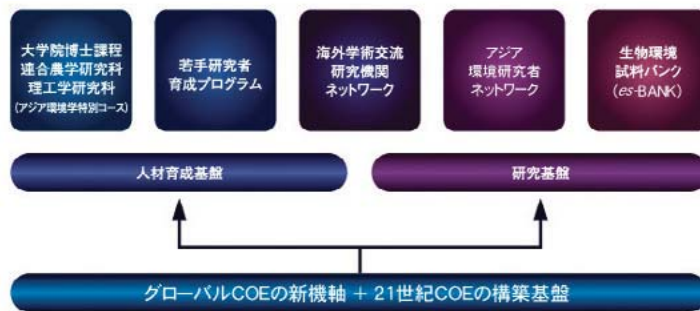 大学院博士課程
連合農学研究科
理工学研究科
(アジア環境学特別コース)
若手研究者
育成プログラム
海外学術交流
研究機関
ネットワーク
アジア
環境研究者
ネットワーク
生物環境
試料バンク
(es-BANK)
人材育成基盤
研究基盤
グローバルCOEの新機軸 + 21世紀COEの構築基盤